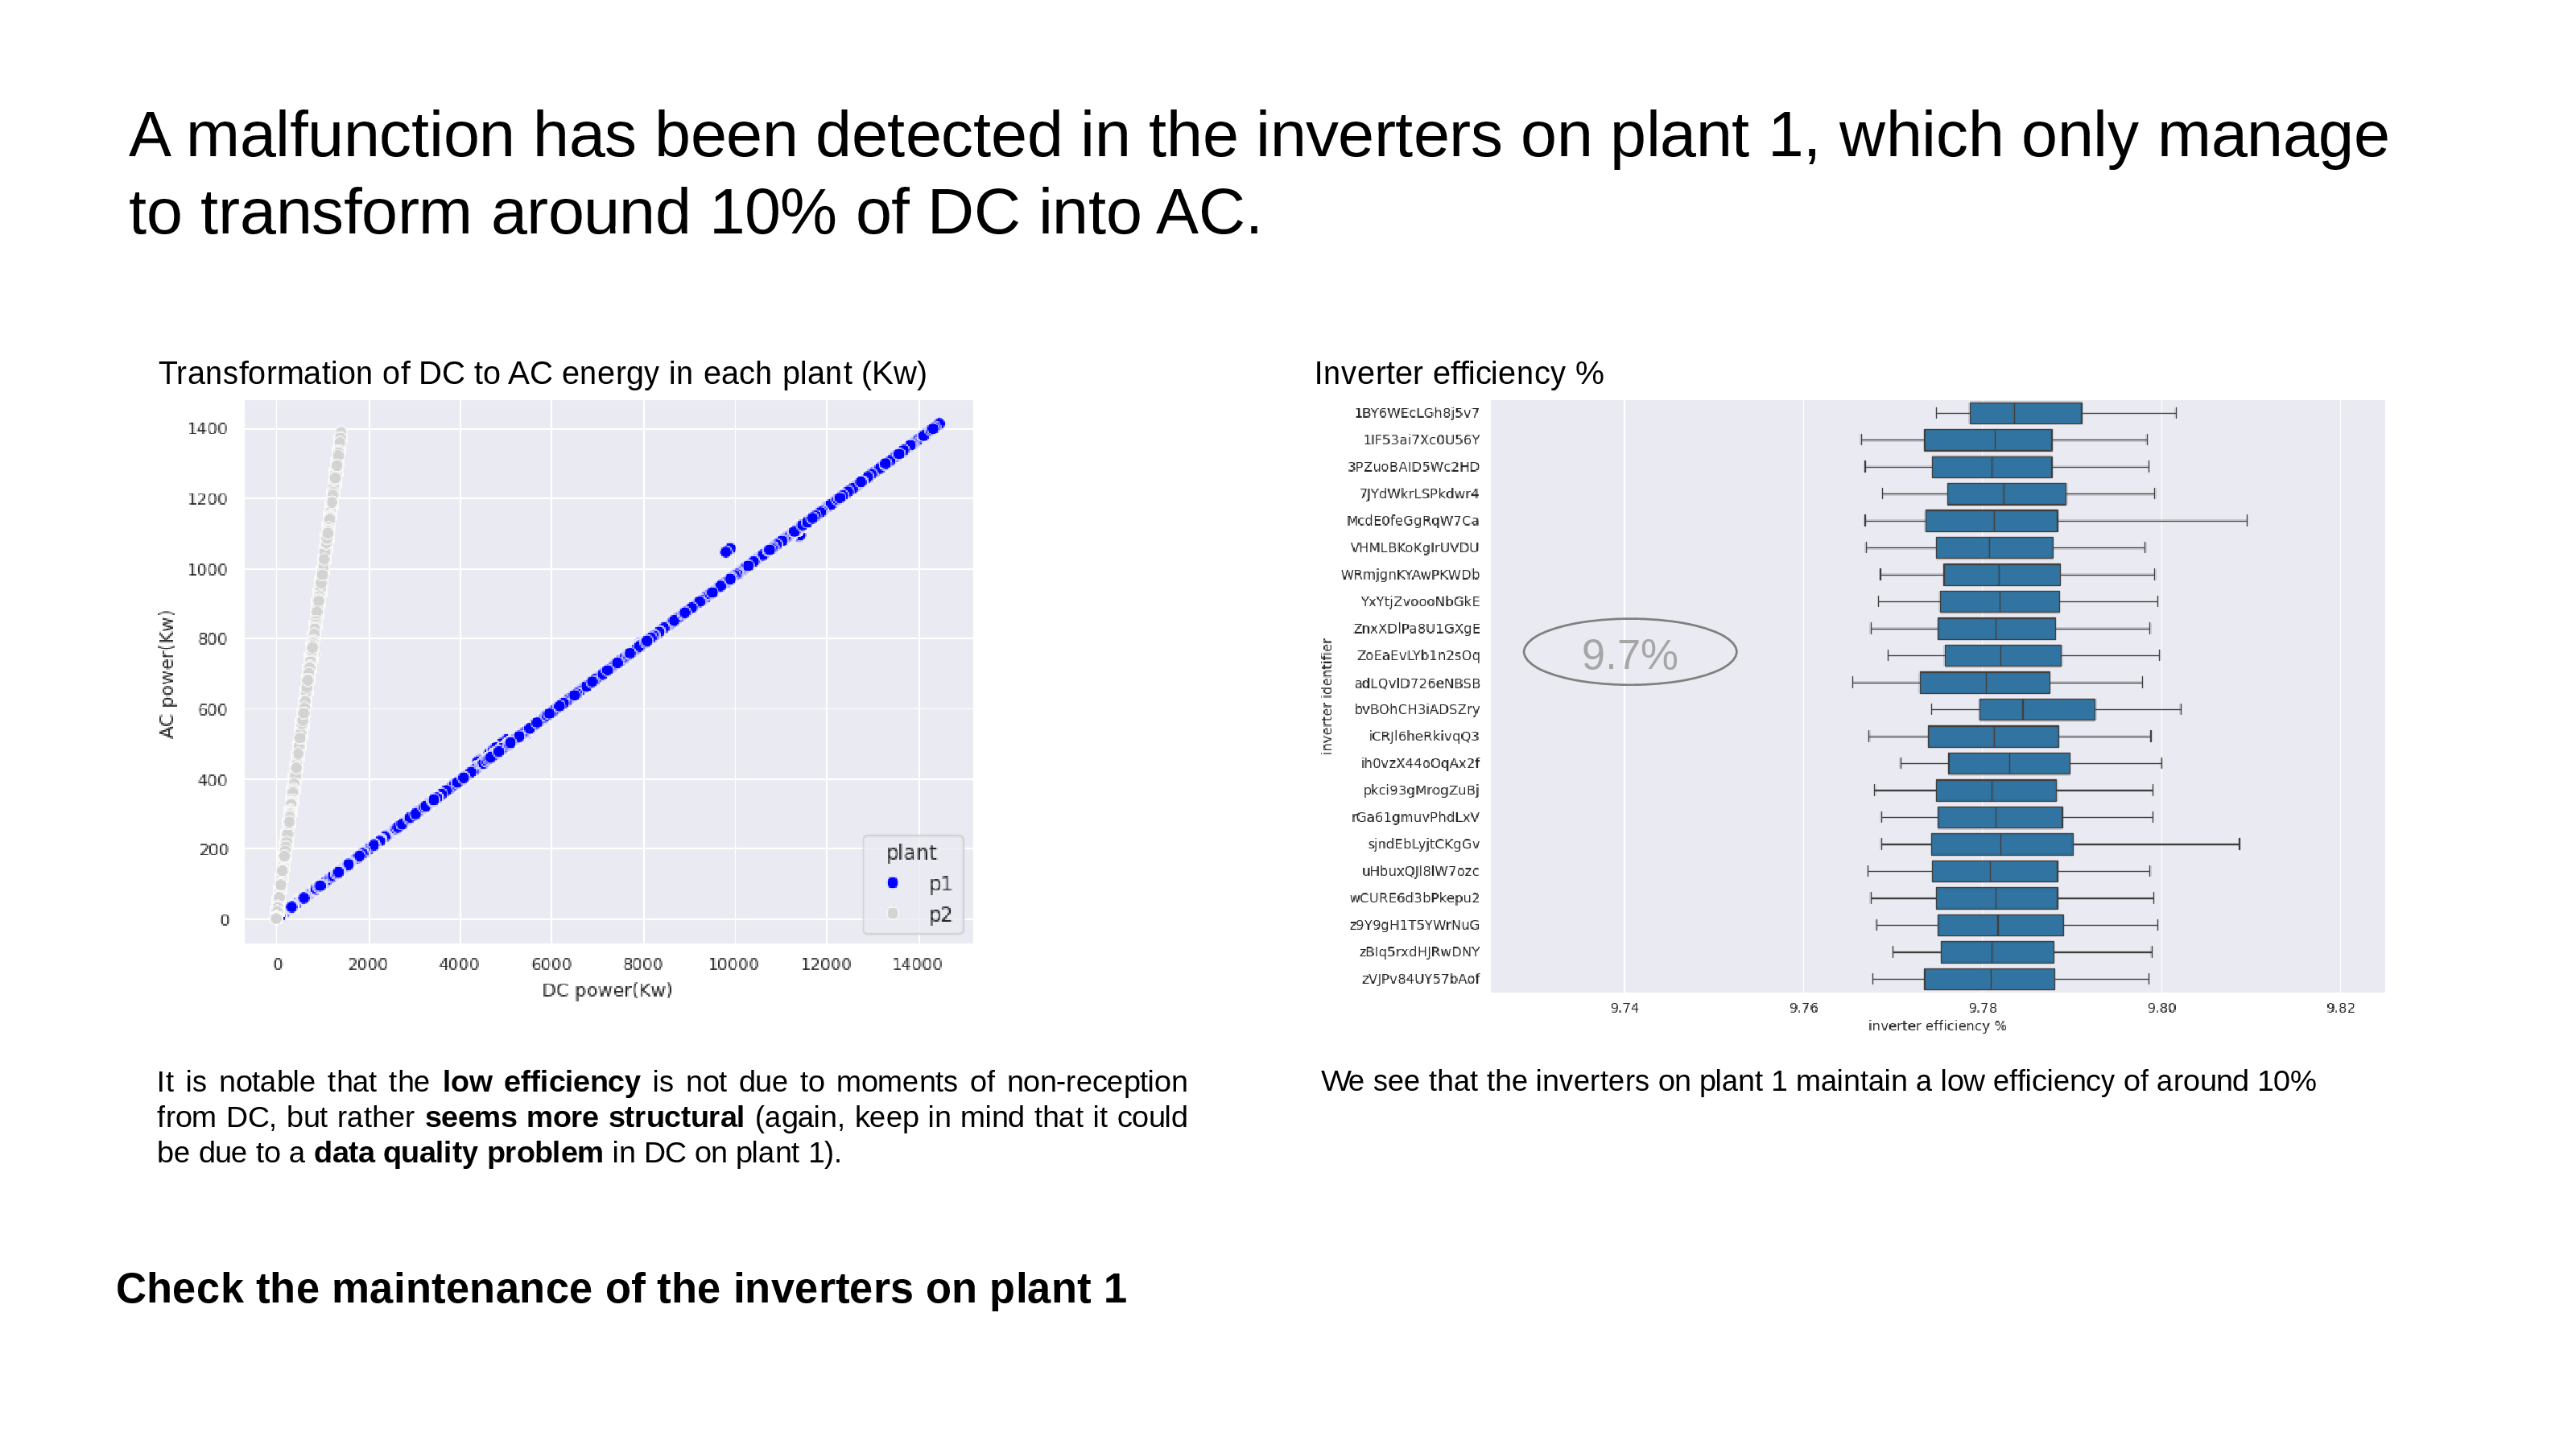 A malfunction has been detected in the inverters on plant 1, which only manage
to transform around 10% of DC into AC.
Transformation of DC to AC energy in each plant (Kw)
1400
1200
1000
800
600
400
200
0
AC power(Kw)
0 2000 4000 6000 8000 10000 12000 14000
DC power(Kw)
plant
p1
p2
It is notable that the low efficiency is not due to moments of non-reception
from DC, but rather seems more structural (again, keep in mind that it could
be due to a data quality problem in DC on plant 1).
Inverter efficiency %
1BY6WEcLGh8j5v7
1IF53ai7Xc0U56Y
3PZuoBAID5Wc2HD
7JYdWkrLSPkdwr4
McdE0feGgRqW7Ca
VHMLBKoKgIrUVDU
WRmjgnKYAwPKWDb
YxYtjZvoooNbGkE
ZnxXDlPa8U1GXgE
ZoEaEvLYb1n2sOq
adLQvlD726eNBSB
bvBOhCH3iADSZry
iCRJl6heRkivqQ3
ih0vzX44oOqAx2f
pkci93gMrogZuBj
rGa61gmuvPhdLxV
sjndEbLyjtCKgGv
uHbuxQJl8lW7ozc
wCURE6d3bPkepu2
z9Y9gH1T5YWrNuG
zBIq5rxdHJRwDNY
zVJPv84UY57bAof
inverter identifier
9.7%
9.74 9.76 9.78 9.80 9.82
inverter efficiency %
We see that the inverters on plant 1 maintain a low efficiency of around 10%
Check the maintenance of the inverters on plant 1